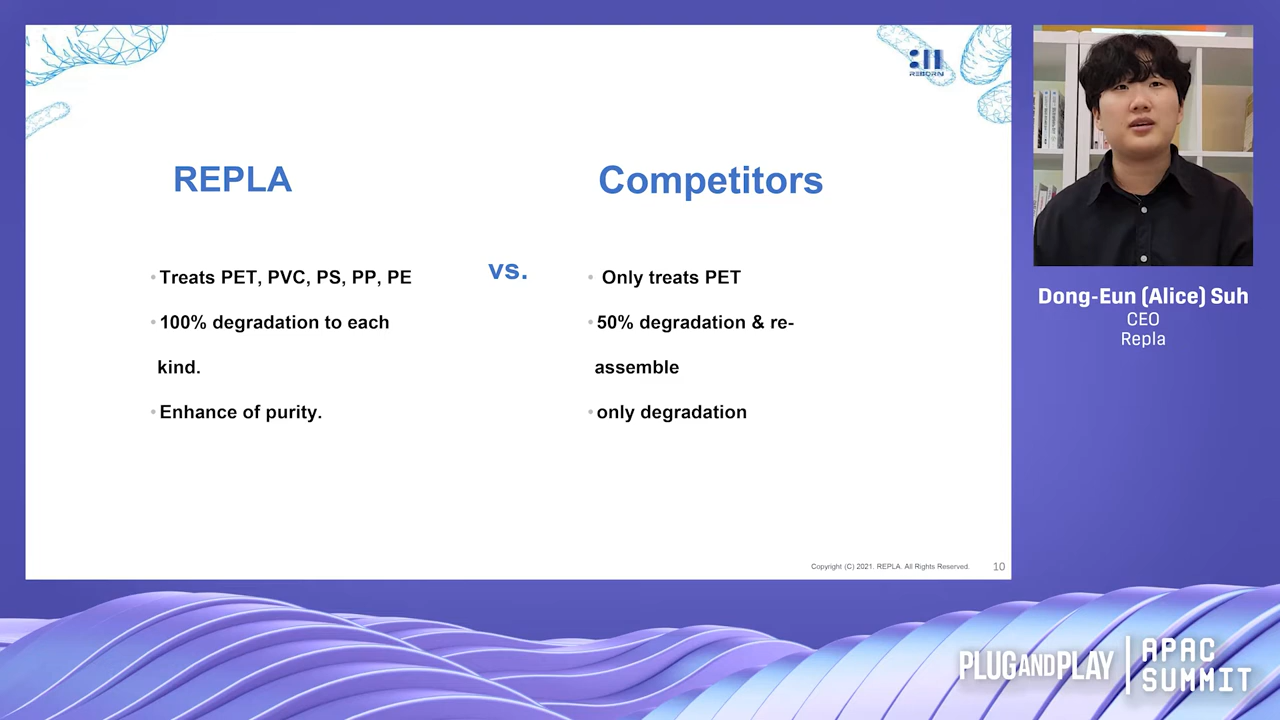 REBORN
REPLA
Competitors
vs.
Treats PET, PVC, PS, PP, PE
100% degradation to each
kind.
Enhance of purity.
Only treats PET
50% degradation & re-
assemble
only degradation
Copyright (C) 2021. REPLA. All Rights Reserved.
10
Dong-Eun (Alice) Suh
CEO
Repla
PLUG AND PLAY
APAC
SUMMIT